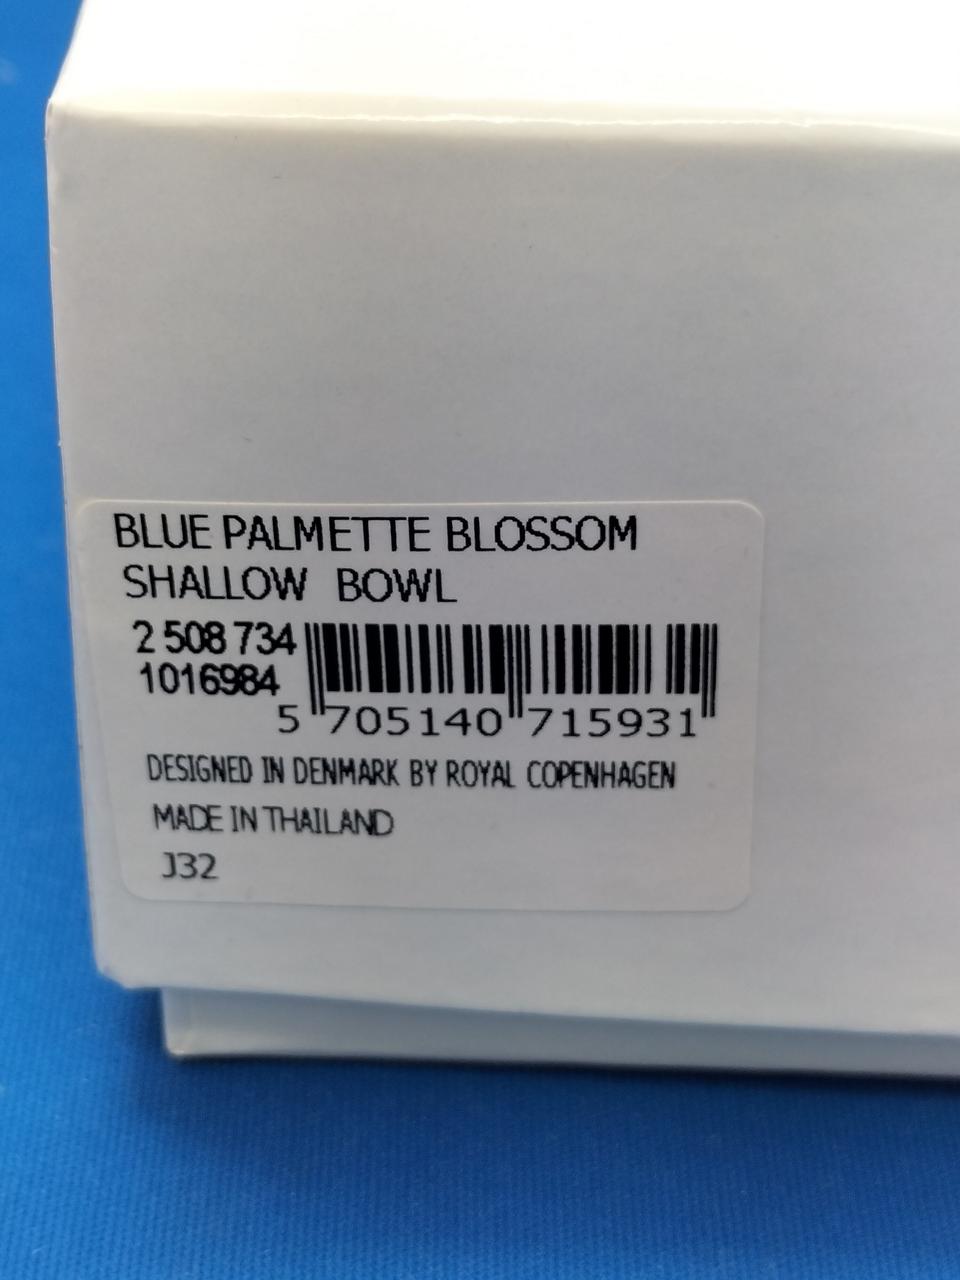 BLUE PALMETTE BLOSSOM
SHALLOW BOWL
2 508 734
1016984
5 705140 715931
DESIGNED IN DENMARK BY ROYAL COPENHAGEN
MADE IN THAILAND
J32